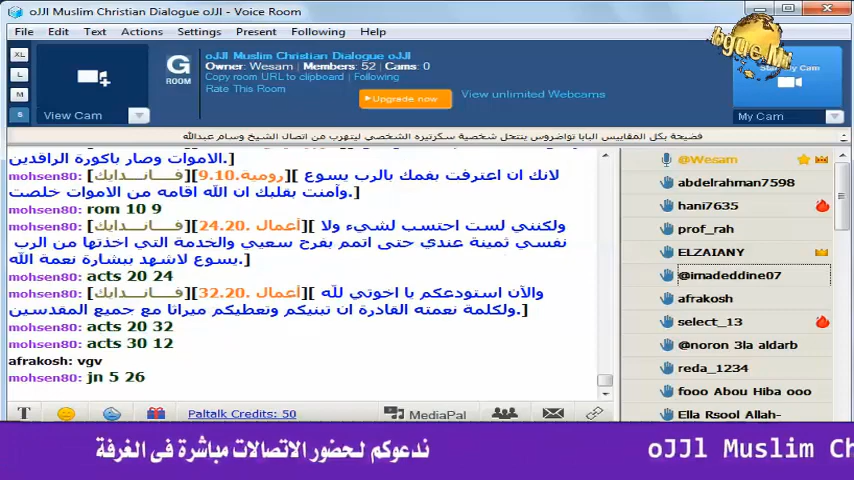 oJJl Muslim Christian Dialogue oJJl - Voice Room
File Edit Text Actions Settings Present Following Help
XL
L
M
S
View Cam
G
ROOM
oJJl Muslim Christian Dialogue oJJl
Owner: Wesam | Members: 52 | Cams: 0
Copy room URL to clipboard | Following
Rate This Room
Upgrade now
View unlimited Webcams
My Cam
فضيحة بكل المقاييس البابا تواضروس ينتحل شخصية سكرتيره الشخصي ليتهرب من اتصال الشيخ وسام عبدالله
الاموات وصار باكورة الراقدين.]
mohsen80: [فـــانـــدايك][رومية.9.10][ لانك ان اعترفت بفمك بالرب يسوع
وآمنت بقلبك ان الله اقامه من الاموات خلصت.]
mohsen80: rom 10 9
mohsen80: [فـــانـــدايك][أعمال .24.20][ ولكنني لست احتسب لشيء ولا
نفسي ثمينة عندي حتى اتمم بفرح سعيي والخدمة التي اخذتها من الرب
يسوع لاشهد ببشارة نعمة الله.]
mohsen80: acts 20 24
mohsen80: [فـــانـــدايك][أعمال .32.20][ والآن استودعكم يا اخوتي لله
ولكلمة نعمته القادرة ان تبنيكم وتعطيكم ميراثا مع جميع المقدسين.]
mohsen80: acts 20 32
mohsen80: acts 30 12
afrakosh: vgv
mohsen80: jn 5 26
@Wesam
abdelrahman7598
hani7635
prof_rah
ELZAIANY
@imadeddine07
afrakosh
select_13
@noron 3la aldarb
reda_1234
fooo Abou Hiba ooo
Ella Rsool Allah-
T
Paltalk Credits: 50
MediaPal
ندعوكم لحضور الاتصالات مباشرة فى الغرفة
oJJl Muslim Ch